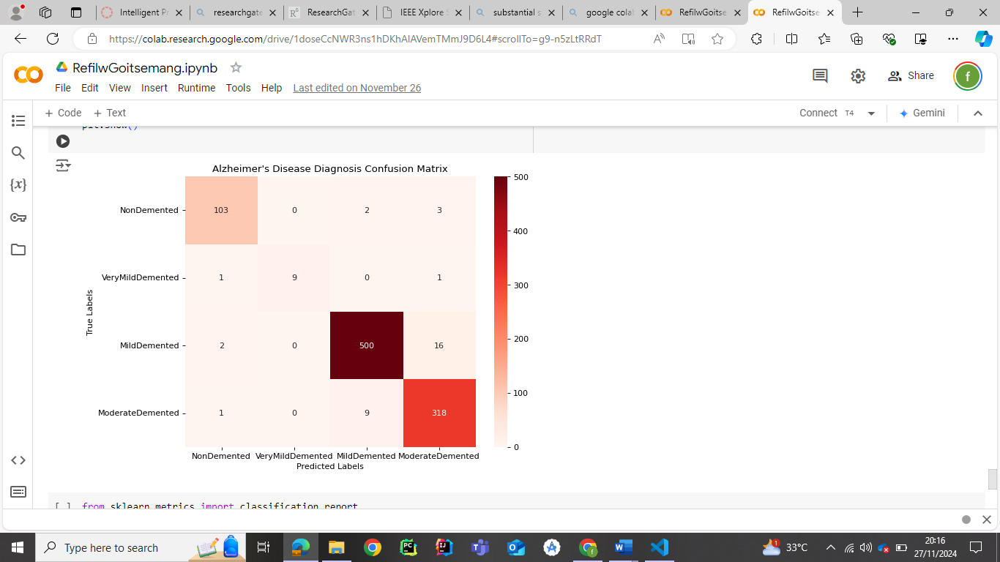 Intelligent Pr
researchgate
ResearchGat
IEEE Xplore S
substantial s
google colab
RefilwGoitse
RefilwGoitse
https://colab.research.google.com/drive/1doseCcNWR3ns1hDKhAIAVemTMmJ9D6L4#scrollTo=g9-n5zLtRRdT
RefilwGoitsemang.ipynb
Share
f
File Edit View Insert Runtime Tools Help Last edited on November 26
+ Code + Text
Connect T4
Gemini
plt.show()
Alzheimer's Disease Diagnosis Confusion Matrix
NonDemented 103 0 2 3
VeryMildDemented 1 9 0 1
MildDemented 2 0 500 16
ModerateDemented 1 0 9 318
True Labels
NonDemented VeryMildDemented MildDemented ModerateDemented
Predicted Labels
500
400
300
200
100
0
[ ] from sklearn.metrics import classification_report
Type here to search
33°C
20:16
27/11/2024